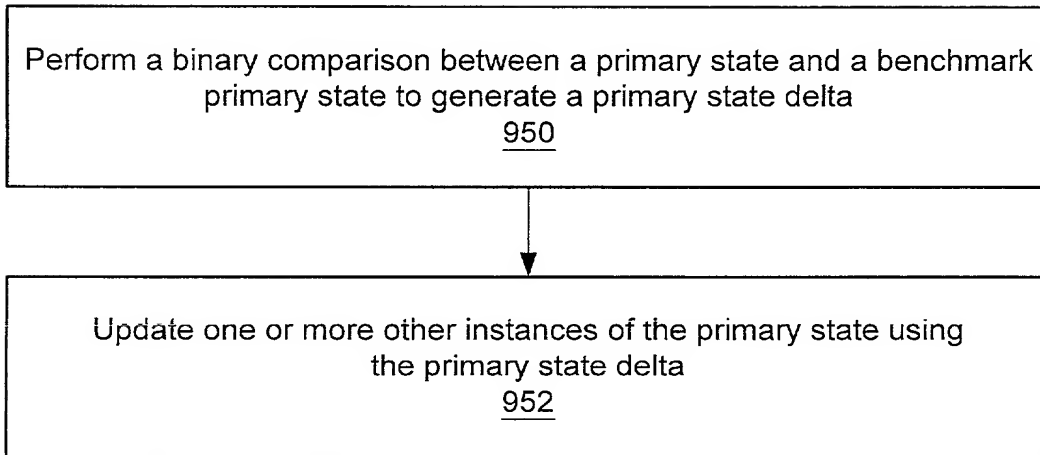 Perform a binary comparison between a primary state and a benchmark
primary state to generate a primary state delta
950
Update one or more other instances of the primary state using
the primary state delta
952